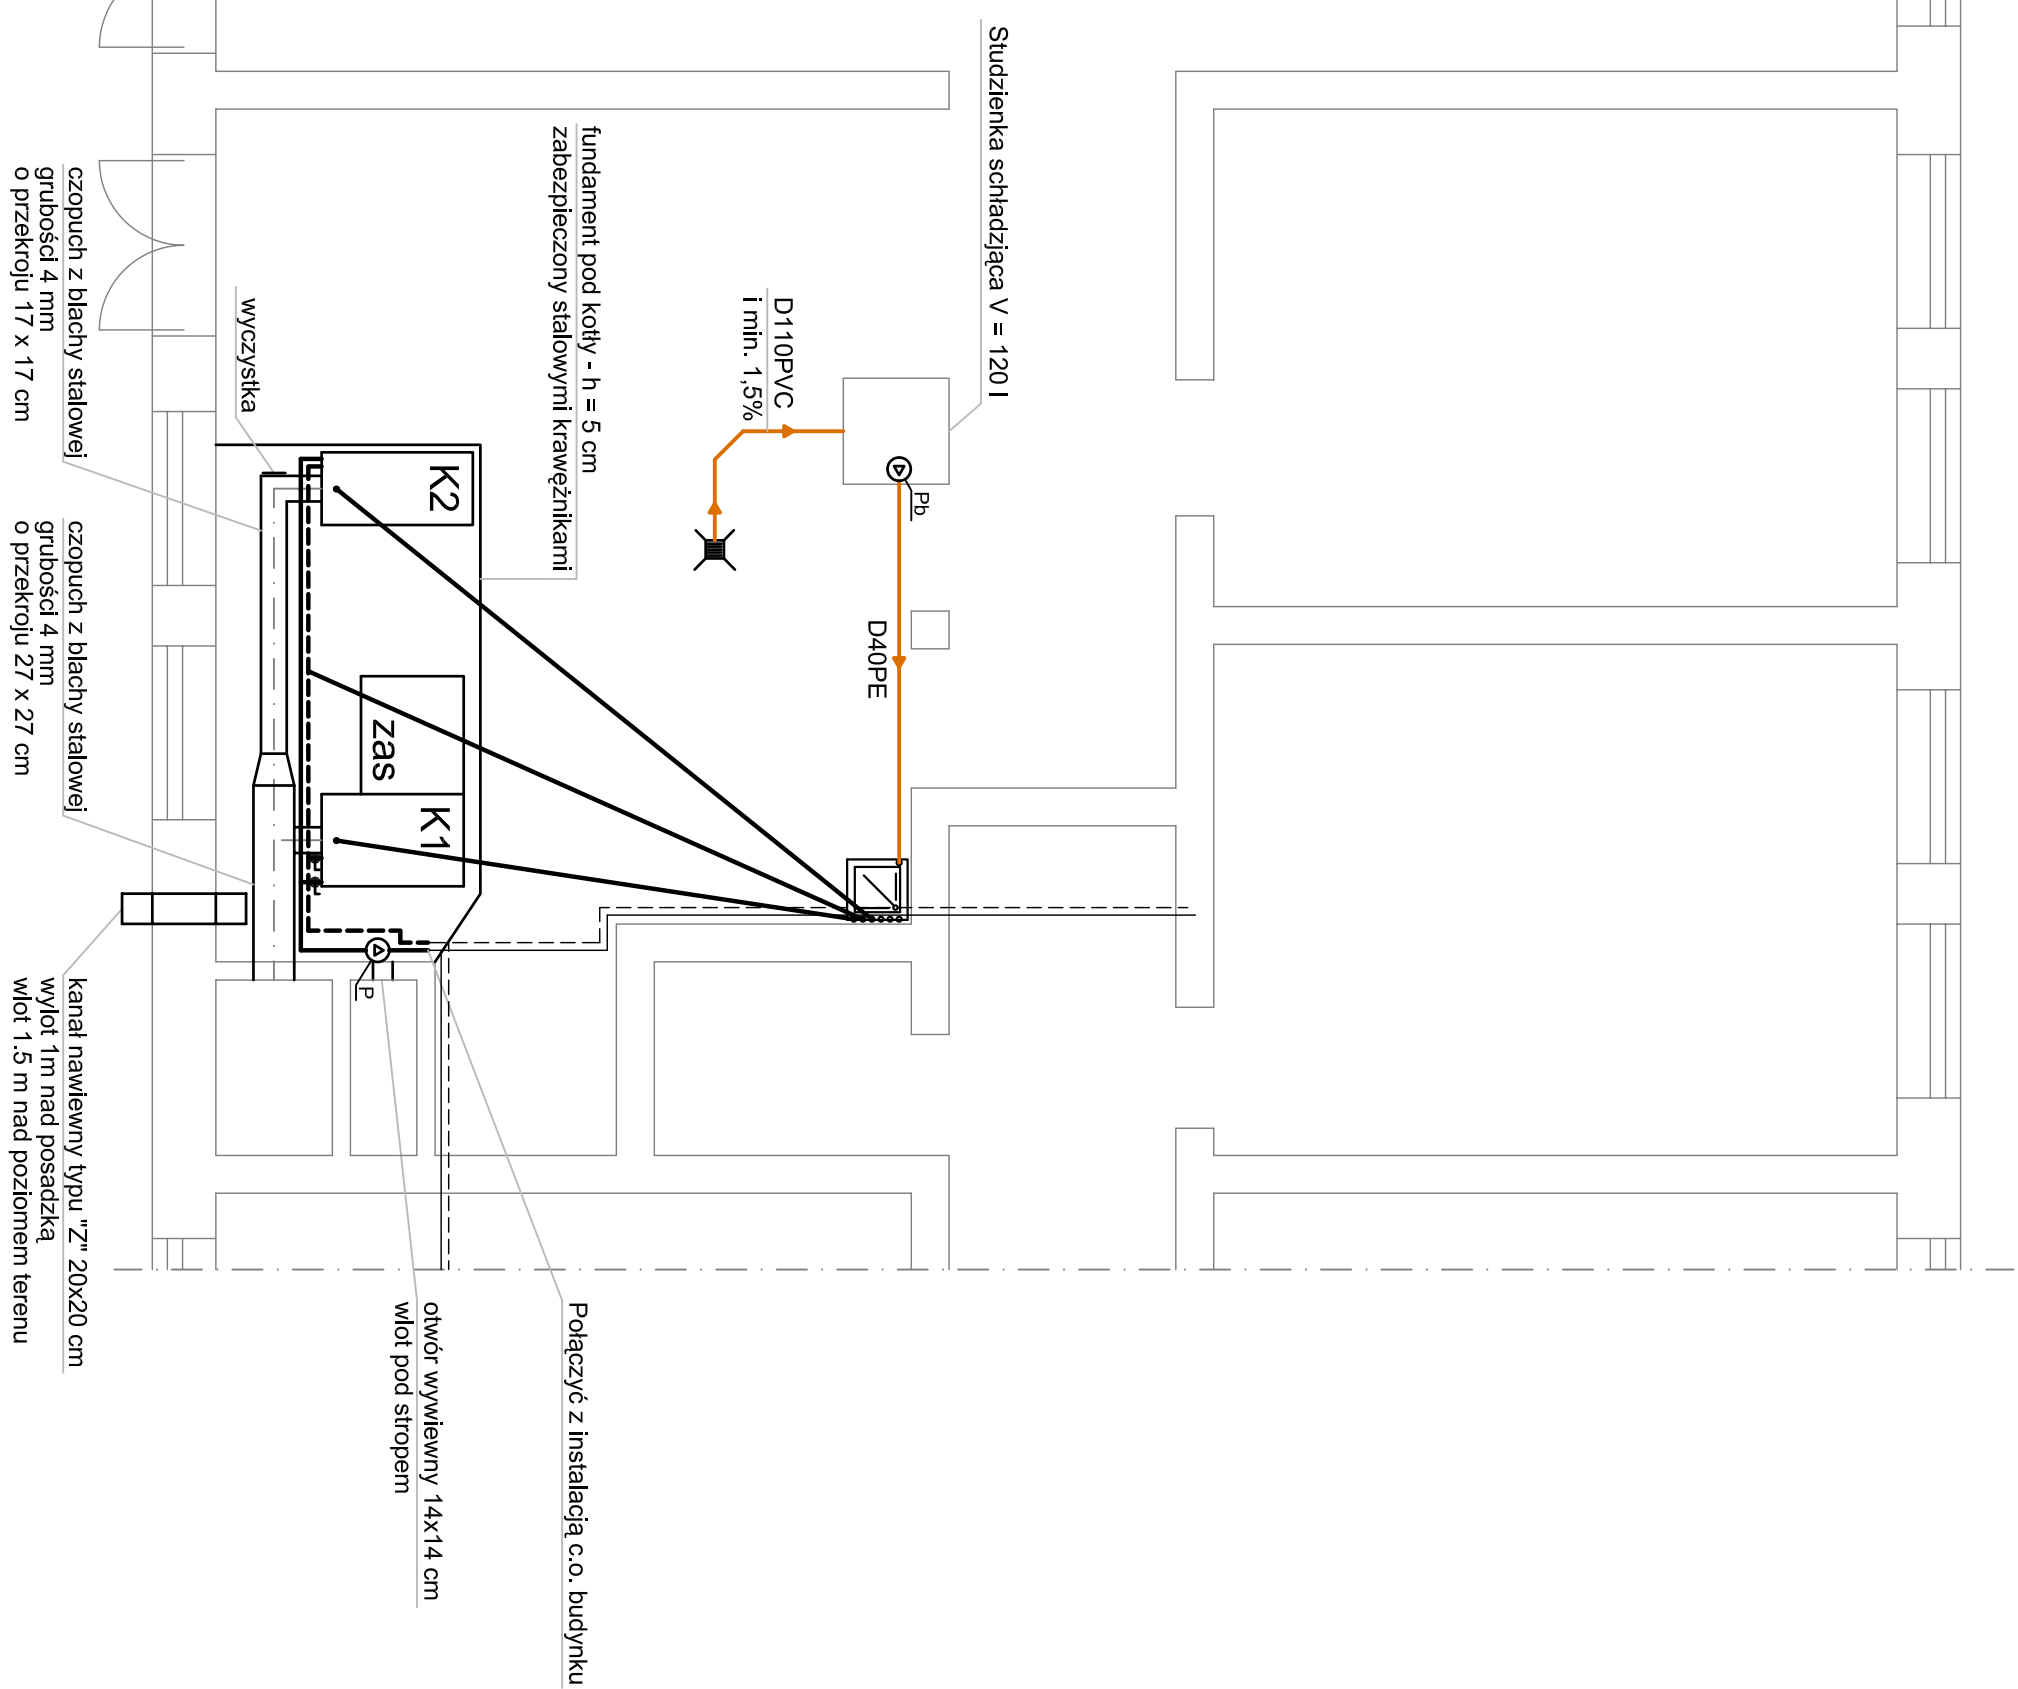 Studzienka schładzjąca V = 120 l
fundament pod kotły - h = 5 cm
zabezpieczony stalowymi krawężnikami
D110PVC
i min. 1,5%
Pb
D40PE
wyczystka
czopuch z blachy stalowej
grubości 4 mm
o przekroju 17 x 17 cm
K2
zas
K1
P
czopuch z blachy stalowej
grubości 4 mm
o przekroju 27 x 27 cm
kanał nawiewny typu "Z" 20x20 cm
wylot 1m nad posadzką
wlot 1.5 m nad poziomem terenu
Połączyć z instalacją c.o. budynku
otwór wywiewny 14x14 cm
wlot pod stropem